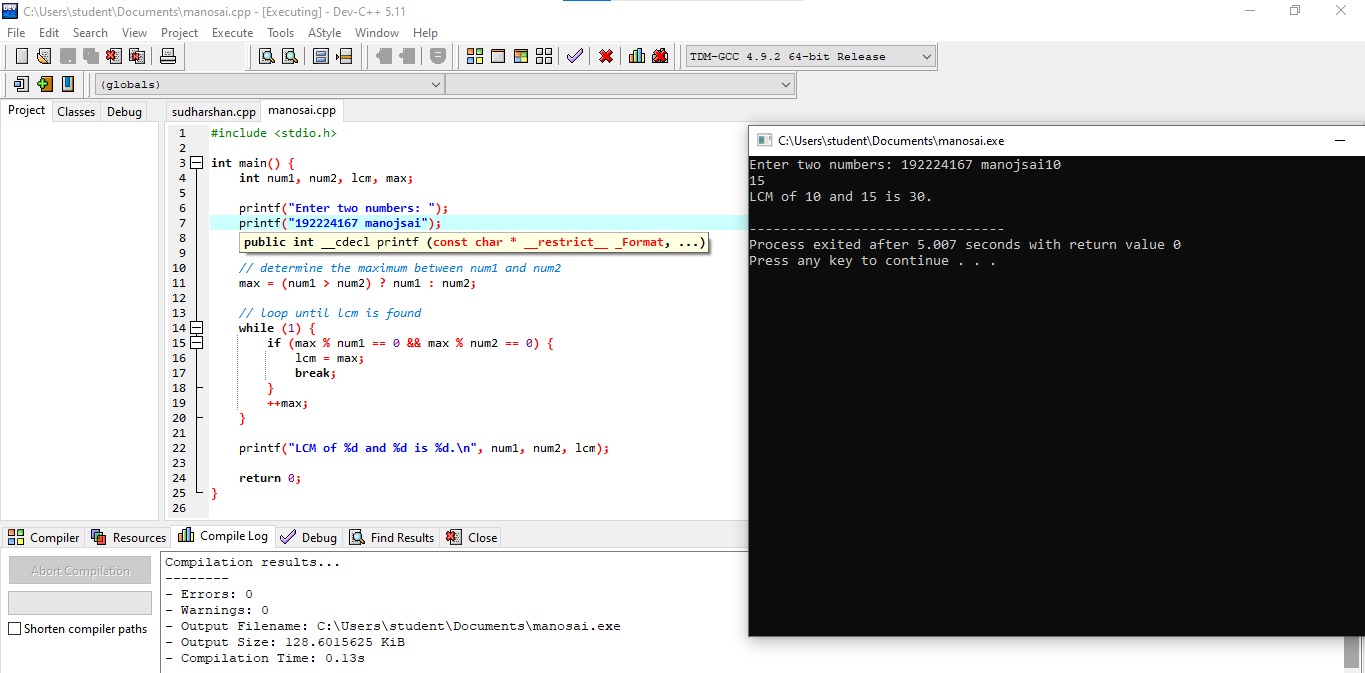 C:\Users\student\Documents\manosai.cpp - [Executing] - Dev-C++ 5.11
File Edit Search View Project Execute Tools AStyle Window Help
TDM-GCC 4.9.2 64-bit Release
(globals)
Project Classes Debug
sudharshan.cpp manosai.cpp
1 #include <stdio.h>
2
3 int main() {
4 int num1, num2, lcm, max;
5
6 printf("Enter two numbers: ");
7 printf("192224167 manojsai");
8 public int __cdecl printf (const char * __restrict__ _Format, ...)
9
10 // determine the maximum between num1 and num2
11 max = (num1 > num2) ? num1 : num2;
12
13 // loop until lcm is found
14 while (1) {
15 if (max % num1 == 0 && max % num2 == 0) {
16 lcm = max;
17 break;
18 }
19 ++max;
20 }
21
22 printf("LCM of %d and %d is %d.\n", num1, num2, lcm);
23
24 return 0;
25 }
26
C:\Users\student\Documents\manosai.exe
Enter two numbers: 192224167 manojsai10
15
LCM of 10 and 15 is 30.
--------------------------------
Process exited after 5.007 seconds with return value 0
Press any key to continue . . .
Compiler Resources Compile Log Debug Find Results Close
Abort Compilation
Shorten compiler paths
Compilation results...
--------
- Errors: 0
- Warnings: 0
- Output Filename: C:\Users\student\Documents\manosai.exe
- Output Size: 128.6015625 KiB
- Compilation Time: 0.13s